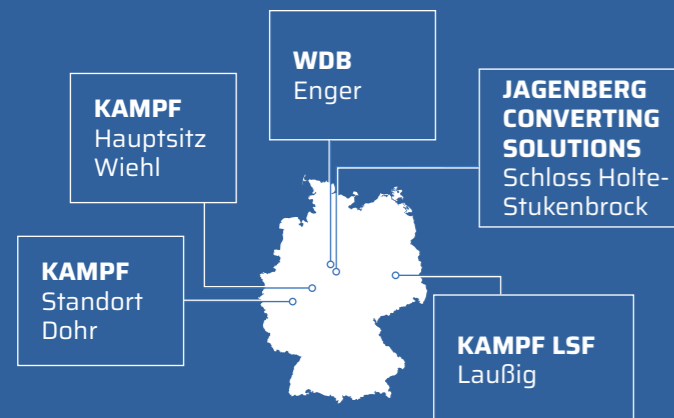 WDB
Enger
KAMPF
Hauptsitz
Wiehl
JAGENBERG
CONVERTING
SOLUTIONS
Schloss Holte-
Stukenbrock
KAMPF
Standort
Dohr
KAMPF LSF
Laußig